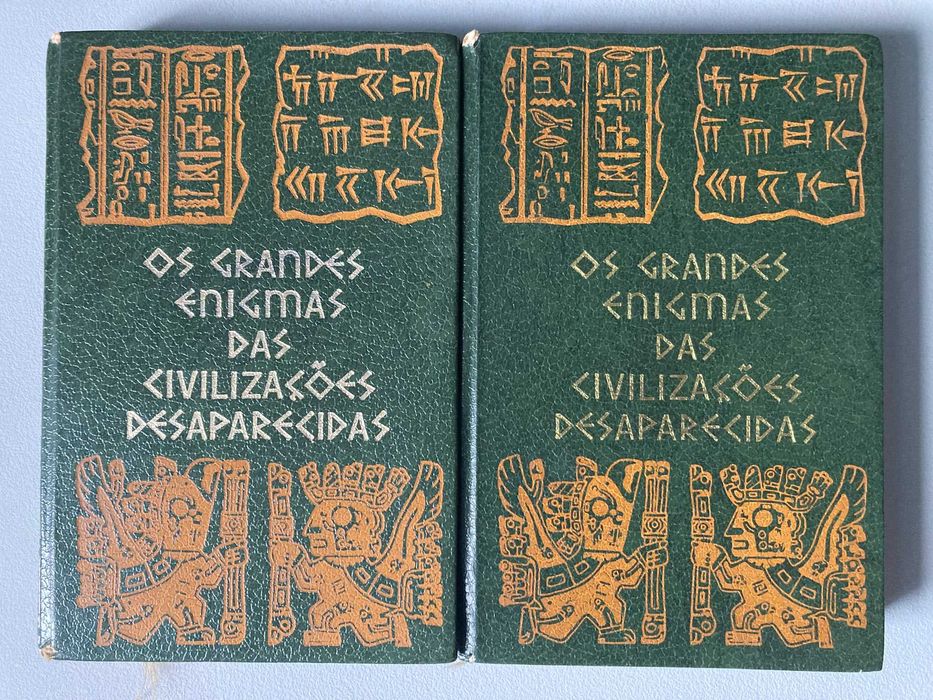 OS GRANDES
ENIGMAS
DAS
CIVILIZAÇÕES
DESAPARECIDAS
OS GRANDES
ENIGMAS
DAS
CIVILIZAÇÕES
DESAPARECIDAS